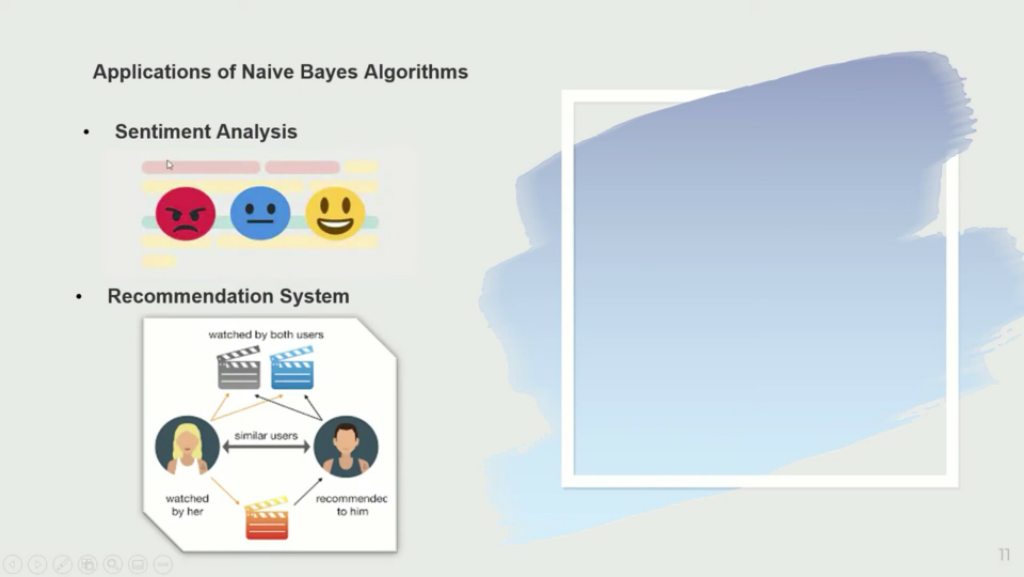 Applications of Naive Bayes Algorithms
• Sentiment Analysis
• Recommendation System
watched by both users
similar users
watched
by her
recommended
to him
11